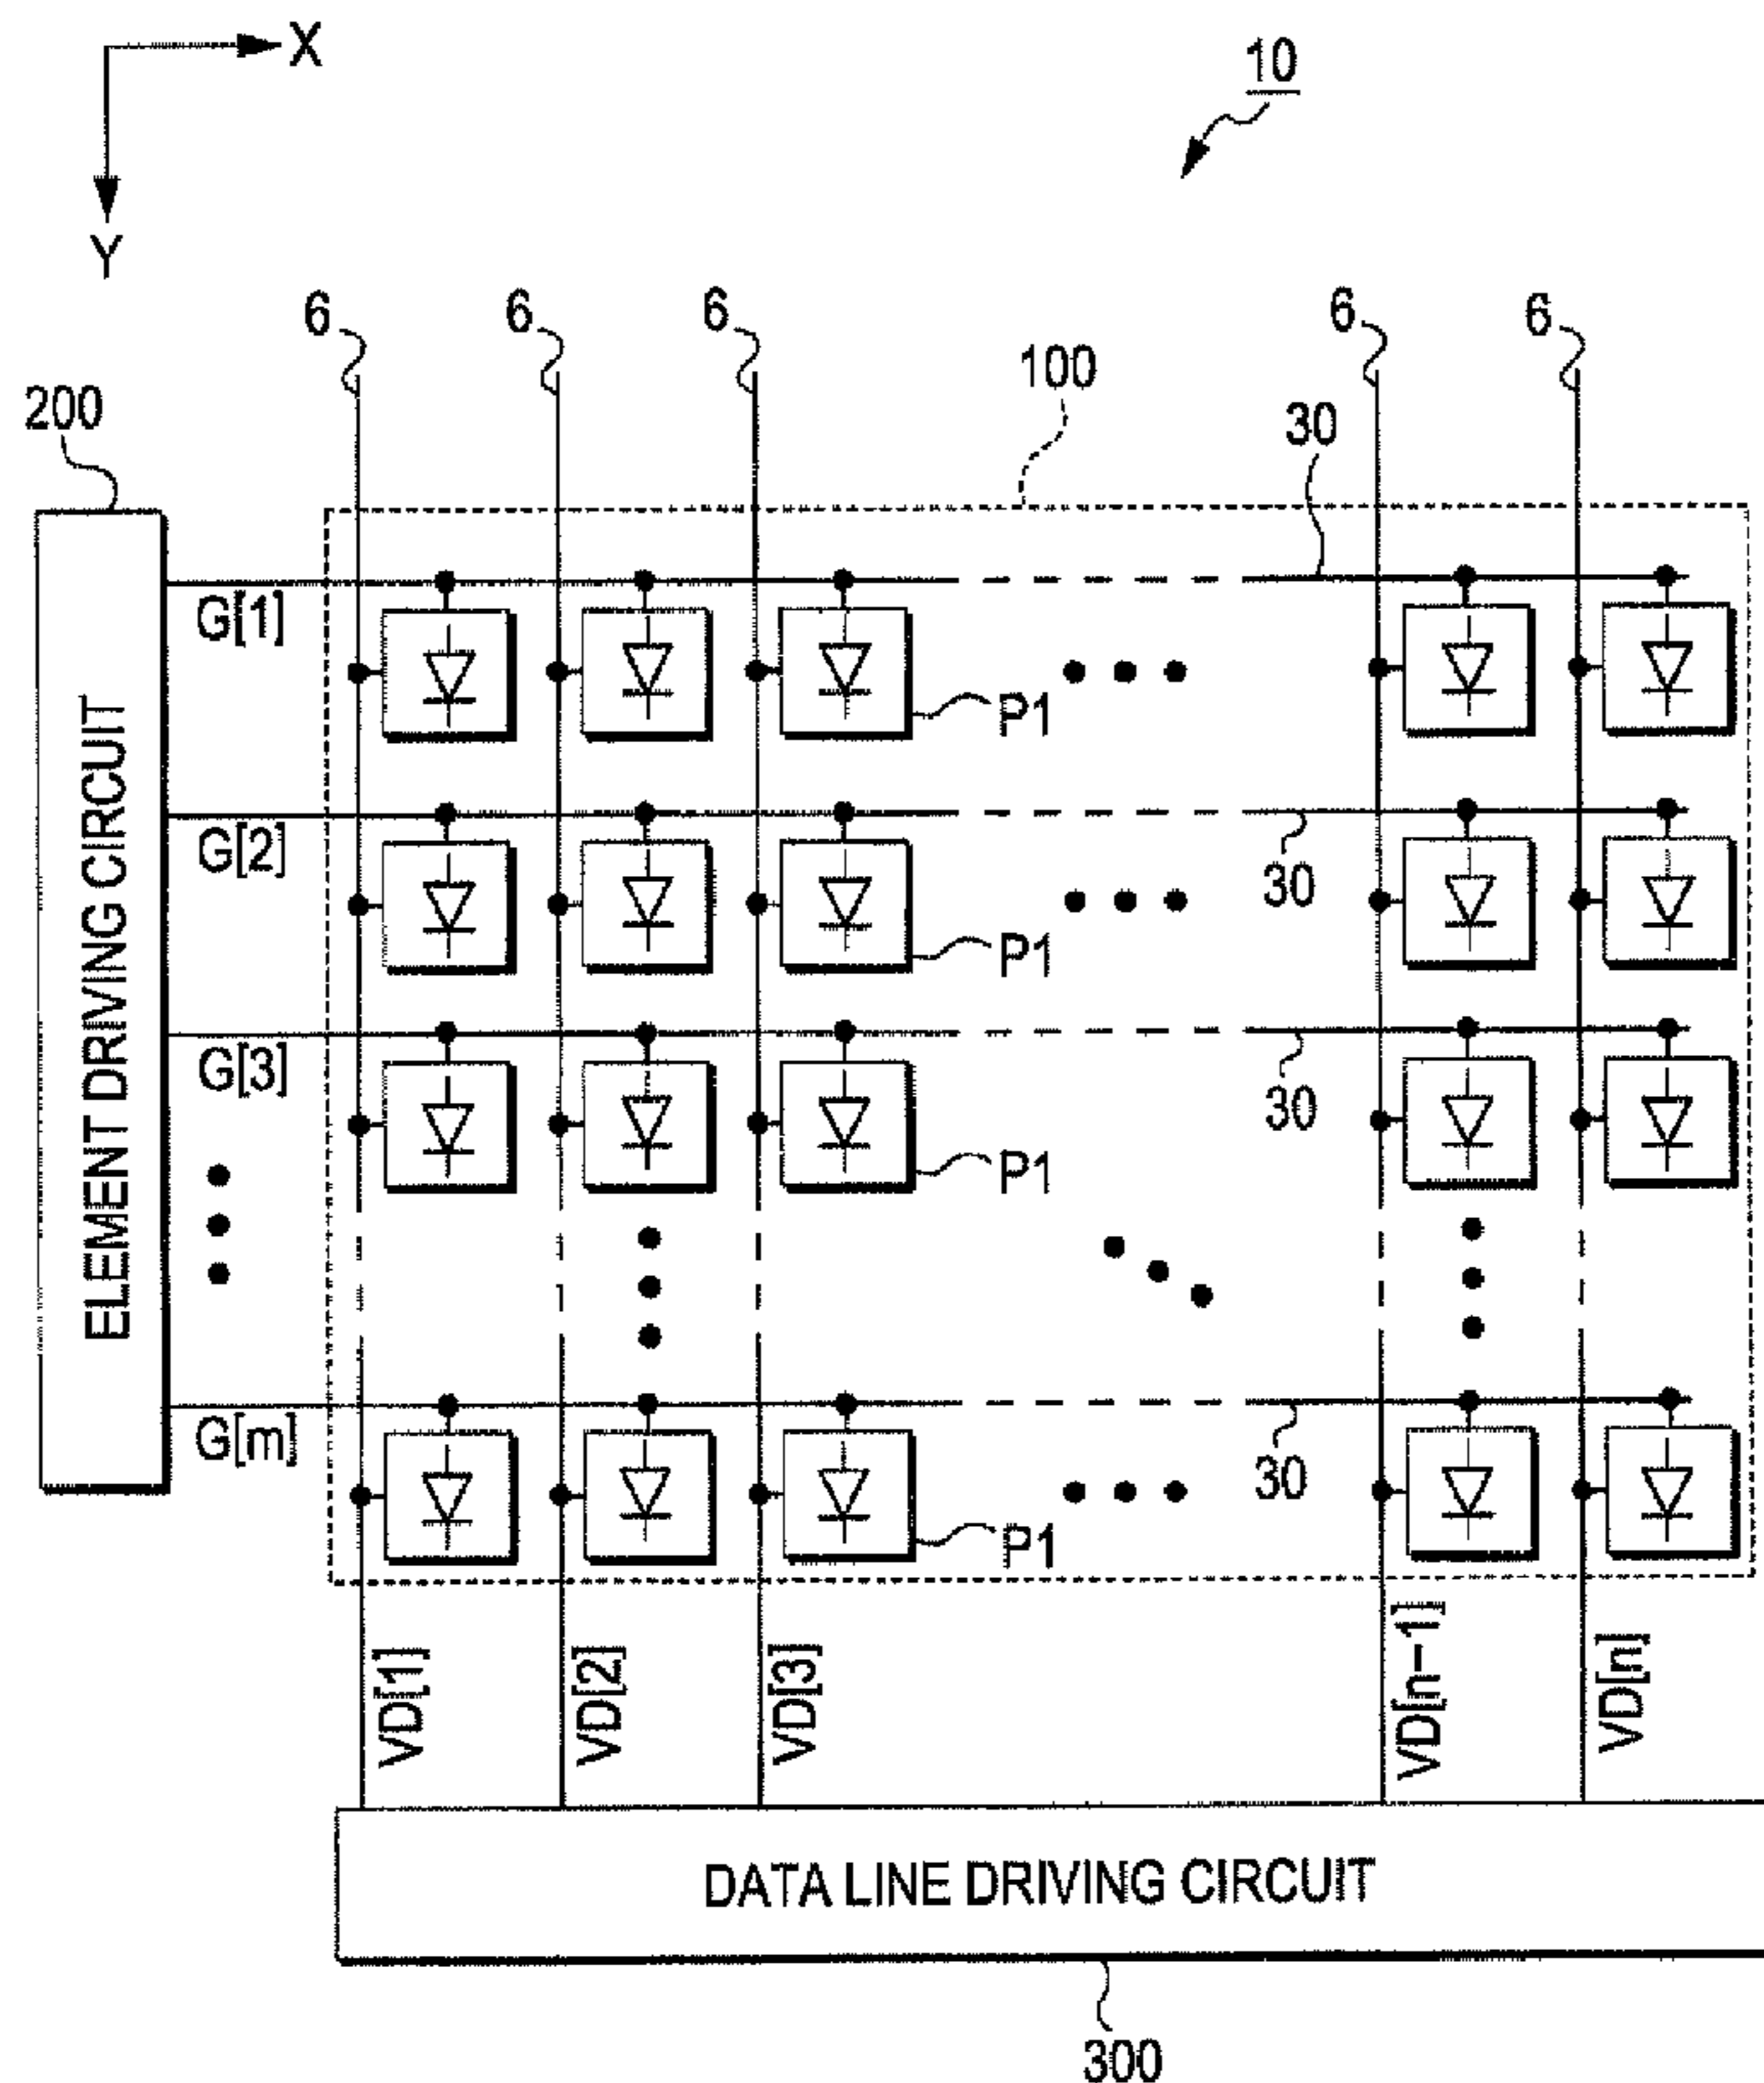 X
10
Y
6 6 6 6 6
100
200
30
G[1]
P1
G[2]
30
P1
G[3]
30
P1
ELEMENT DRIVING CIRCUIT
G[m]
30
P1
VD[1] VD[2] VD[3] VD[n-1] VD[n]
DATA LINE DRIVING CIRCUIT
300